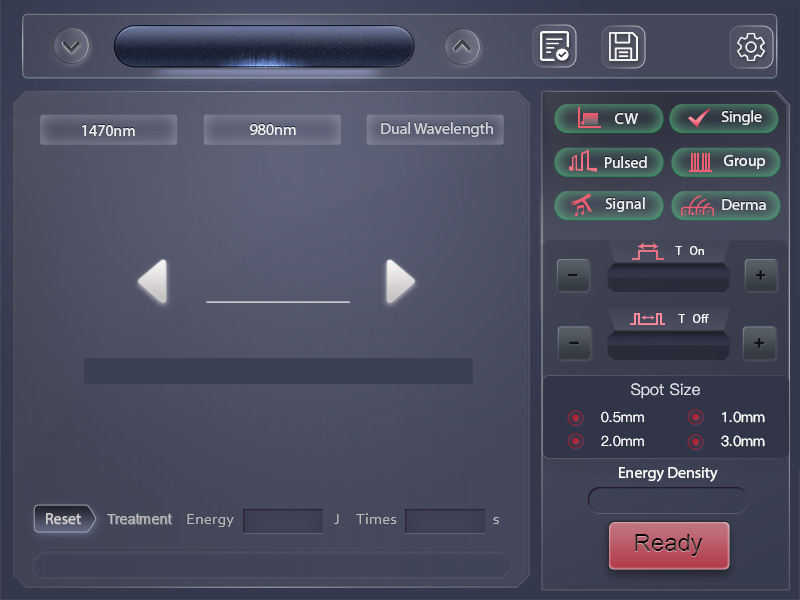 1470nm
980nm
Dual Wavelength
CW
Single
Pulsed
Group
Signal
Derma
T On
−
+
T Off
−
+
Spot Size
0.5mm
1.0mm
2.0mm
3.0mm
Energy Density
Ready
Reset
Treatment
Energy
J
Times
s